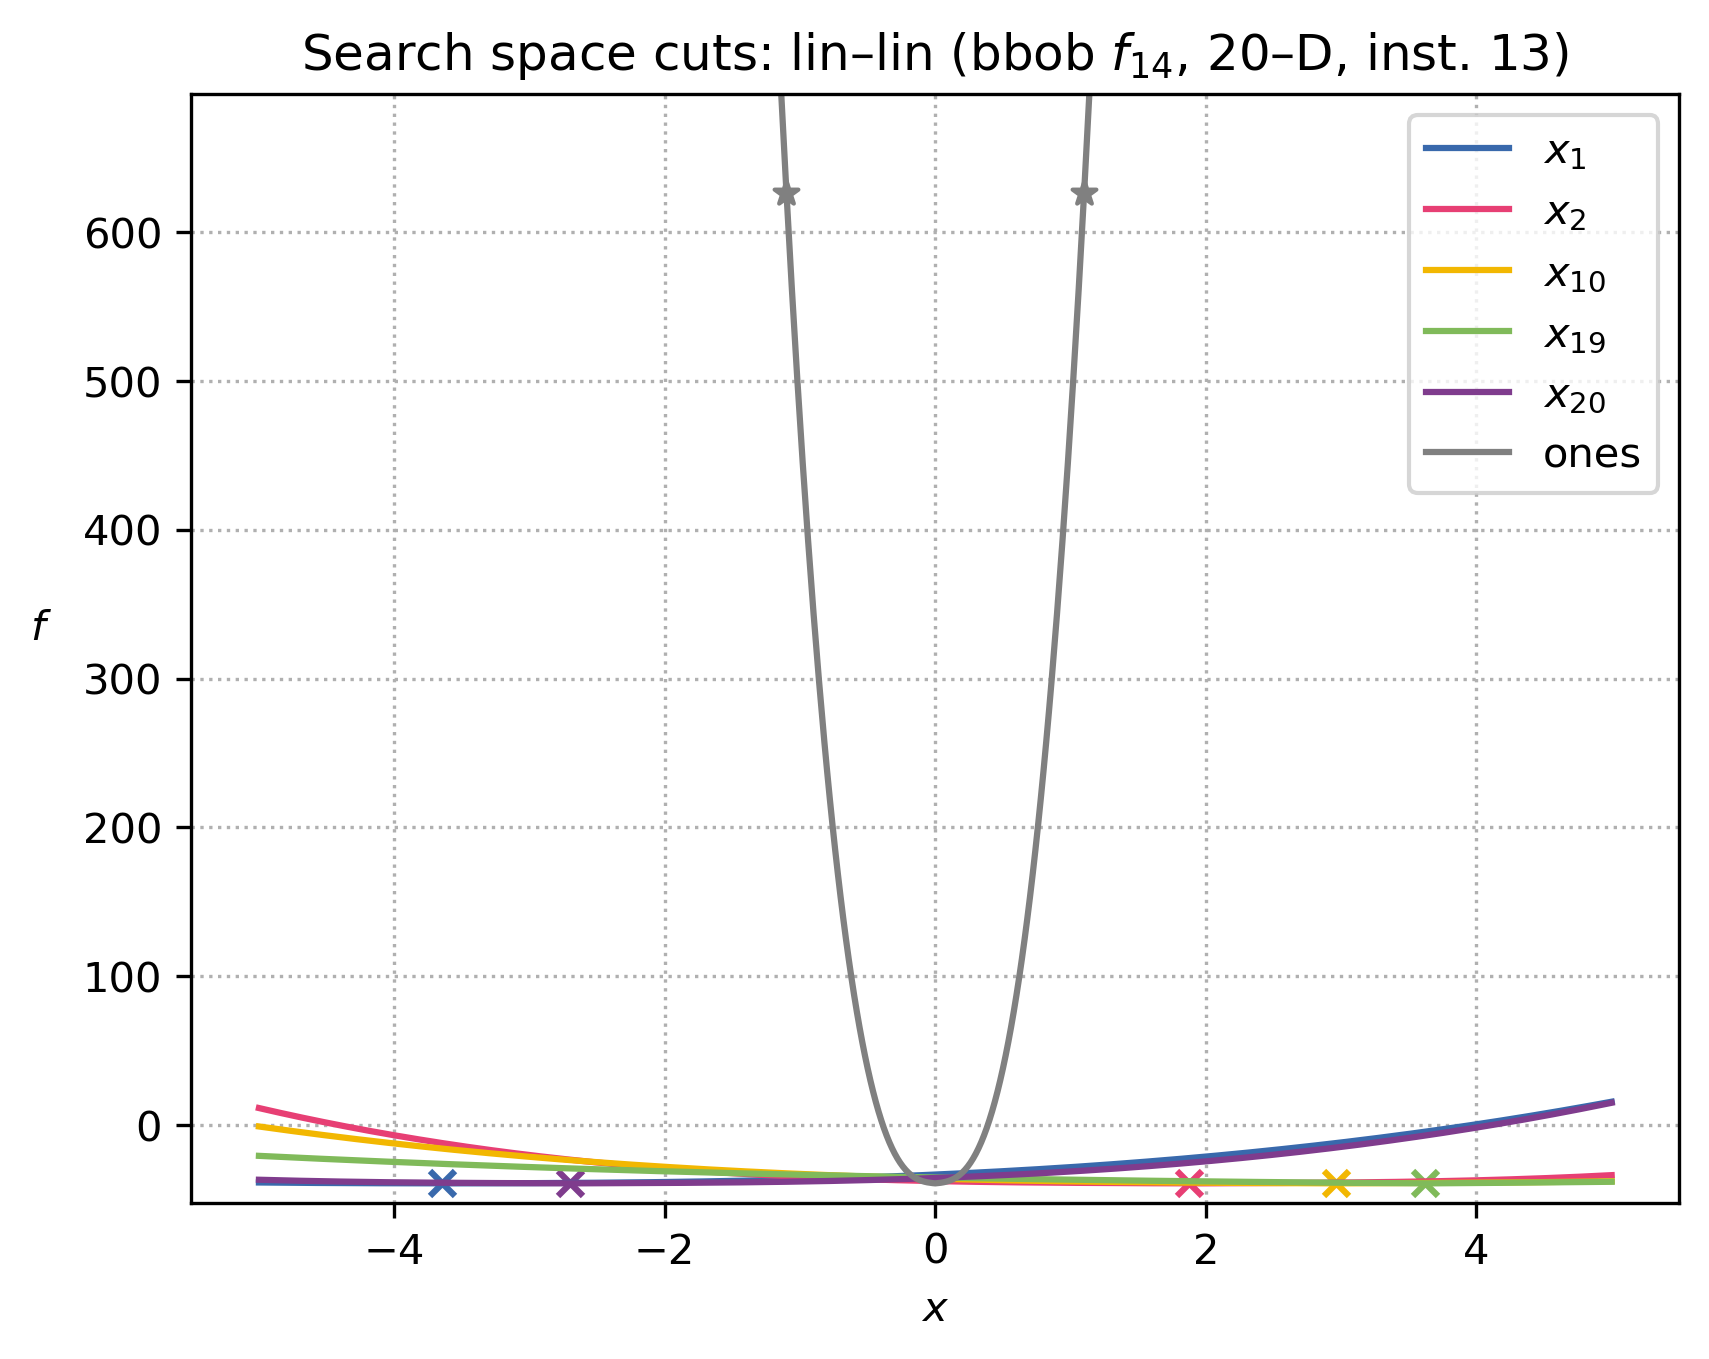 Search space cuts: lin–lin (bbob f₁₄, 20–D, inst. 13)
x₁
x₂
x₁₀
x₁₉
x₂₀
ones
600
500
400
300
200
100
0
f
−4 −2 0 2 4
x